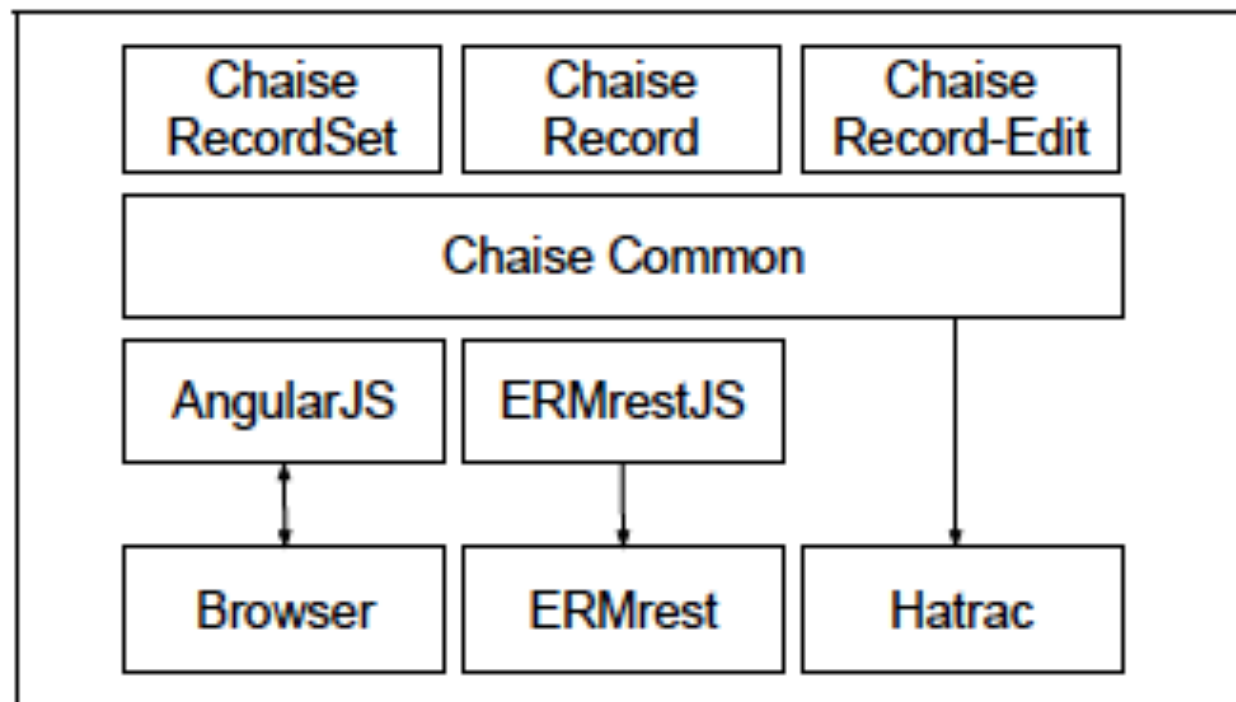 Chaise
RecordSet
Chaise
Record
Chaise
Record-Edit
Chaise Common
AngularJS
ERMrestJS
Browser
ERMrest
Hatrac